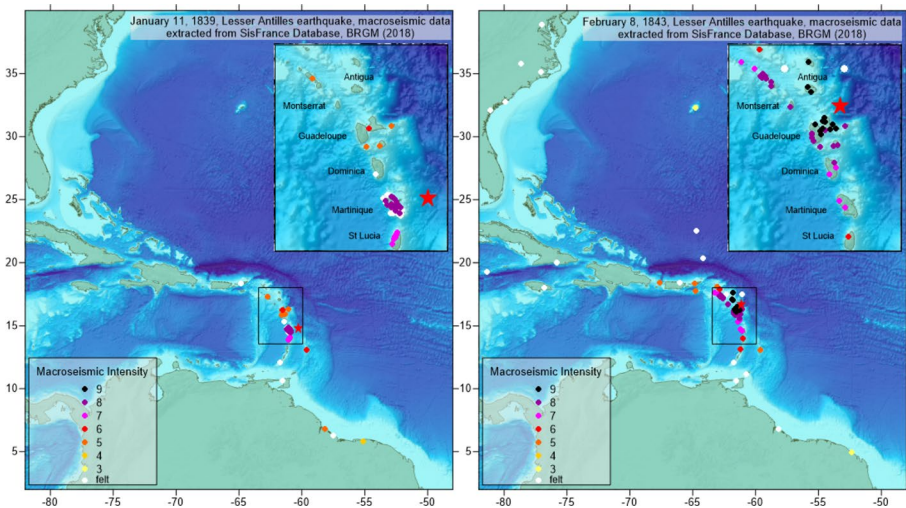 January 11, 1839, Lesser Antilles earthquake, macroseismic data
extracted from SisFrance Database, BRGM (2018)
35
30
25
20
15
10
5
-80
-75
-70
-65
-60
-55
-50
Antigua
Montserrat
Guadeloupe
Dominica
Martinique
St Lucia
Macroseismic Intensity
9
8
7
6
5
4
3
felt
February 8, 1843, Lesser Antilles earthquake, macroseismic data
extracted from SisFrance Database, BRGM (2018)
35
30
25
20
15
10
5
-80
-75
-70
-65
-60
-55
-50
Antigua
Montserrat
Guadeloupe
Dominica
Martinique
St Lucia
Macroseismic Intensity
9
8
7
6
5
4
3
felt